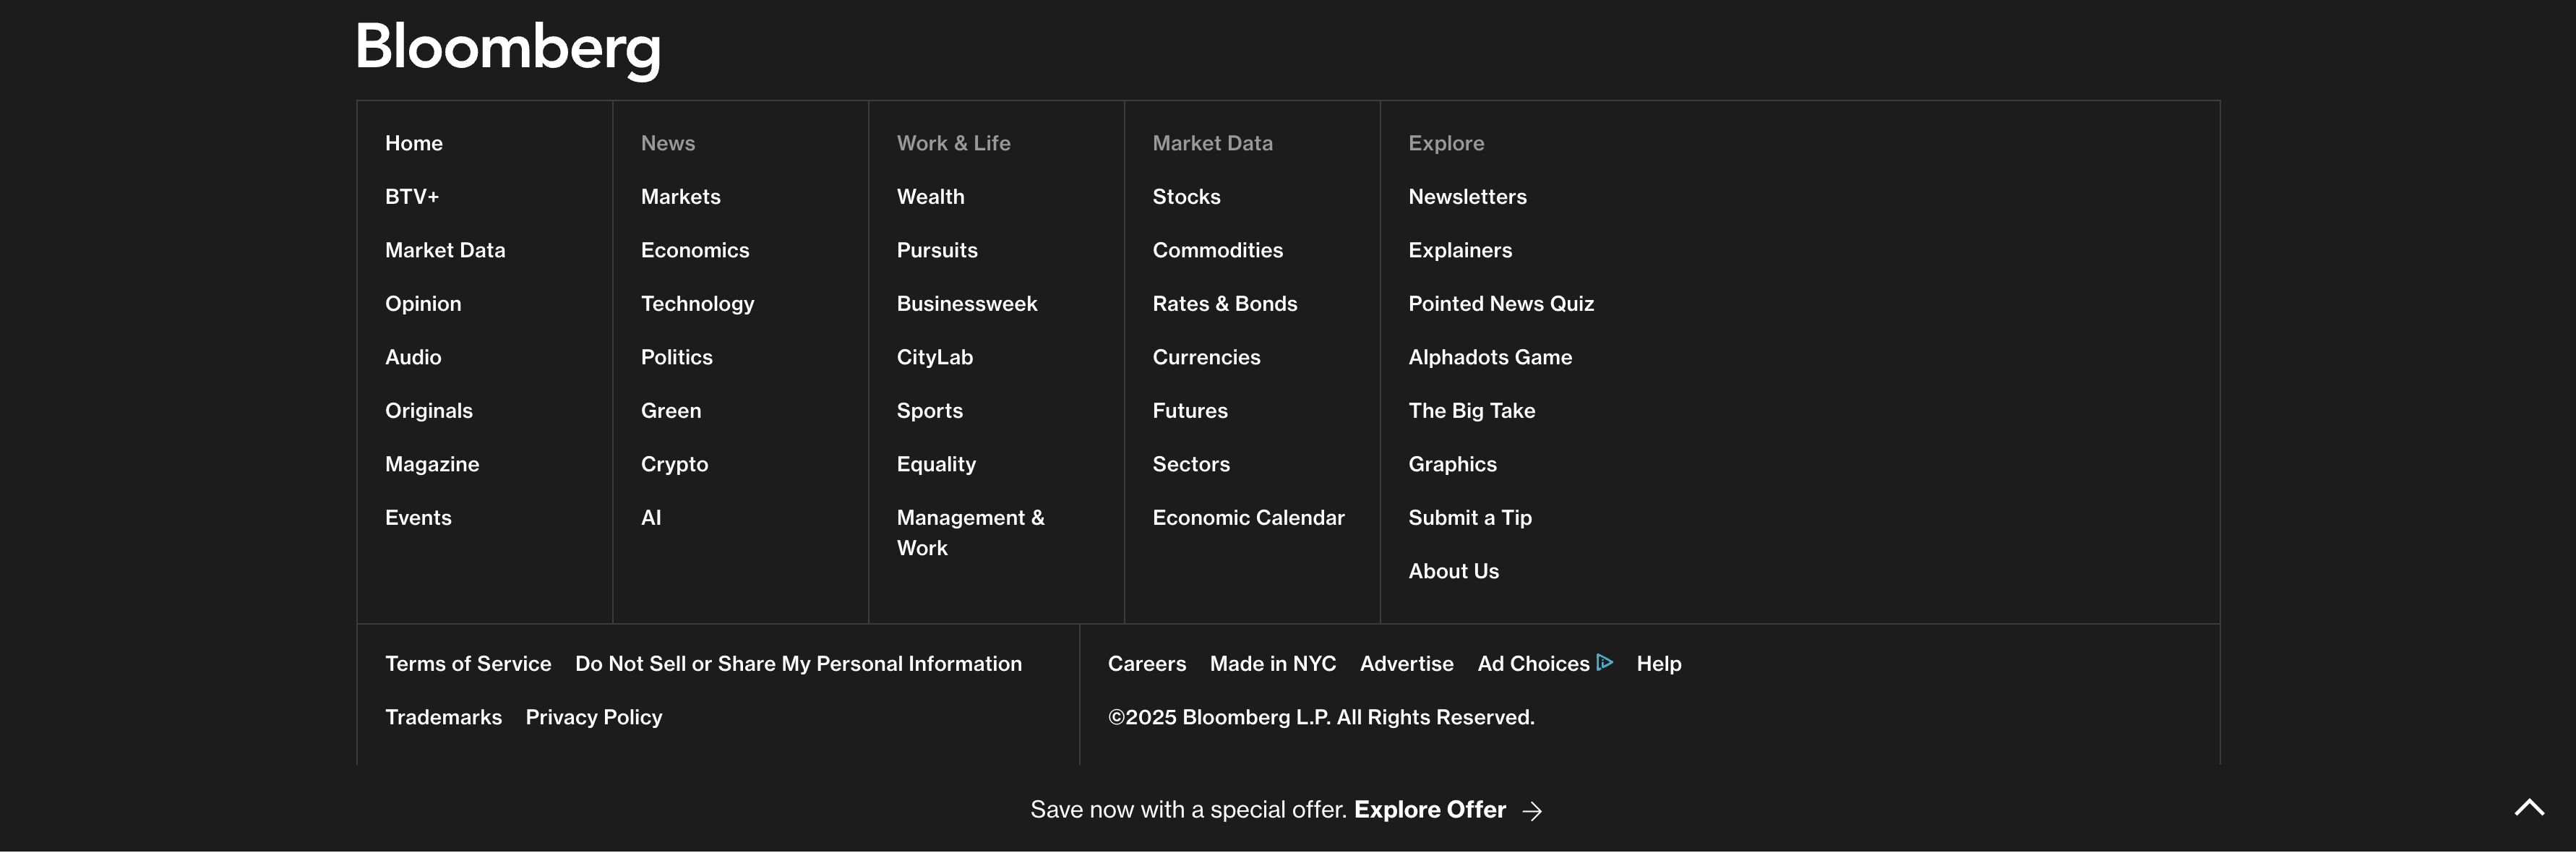 Bloomberg
Home
BTV+
Market Data
Opinion
Audio
Originals
Magazine
Events
News
Markets
Economics
Technology
Politics
Green
Crypto
AI
Work & Life
Wealth
Pursuits
Businessweek
CityLab
Sports
Equality
Management &
Work
Market Data
Stocks
Commodities
Rates & Bonds
Currencies
Futures
Sectors
Economic Calendar
Explore
Newsletters
Explainers
Pointed News Quiz
Alphadots Game
The Big Take
Graphics
Submit a Tip
About Us
Terms of Service Do Not Sell or Share My Personal Information
Trademarks Privacy Policy
Careers Made in NYC Advertise Ad Choices Help
©2025 Bloomberg L.P. All Rights Reserved.
Save now with a special offer. Explore Offer